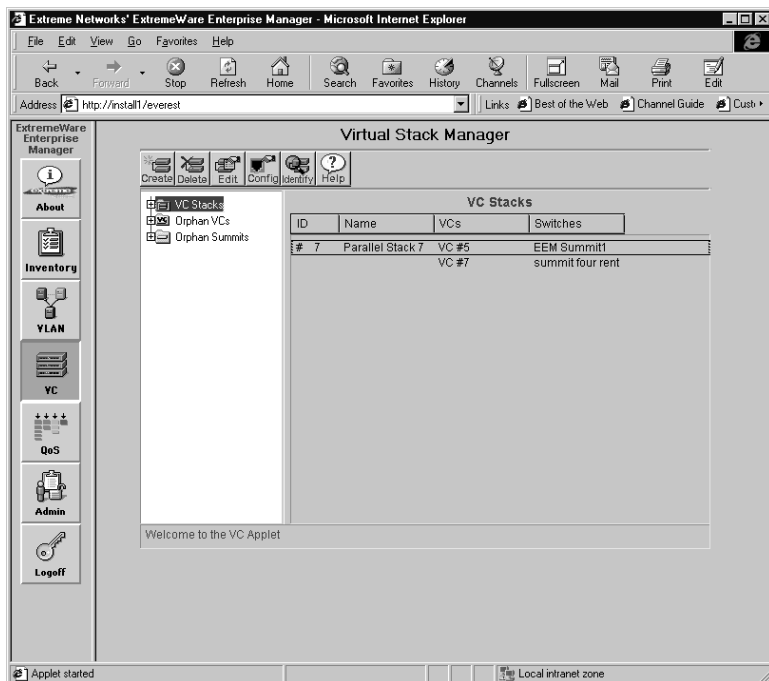 Extreme Networks' ExtremeWare Enterprise Manager - Microsoft Internet Explorer
File Edit View Go Favorites Help
Back Forward Stop Refresh Home Search Favorites History Channels Fullscreen Mail Print Edit
Address http://install1/everest Links Best of the Web Channel Guide Custo
ExtremeWare
Enterprise
Manager
Virtual Stack Manager
Create Delete Edit Config Identify Help
About
Inventory
VLAN
VC
QoS
Admin
Logoff
VC Stacks
Orphan VCs
Orphan Summits
VC Stacks
ID Name VCs Switches
# 7 Parallel Stack 7 VC #5 EEM Summit1
VC #7 summit four rent
Welcome to the VC Applet
Applet started Local intranet zone